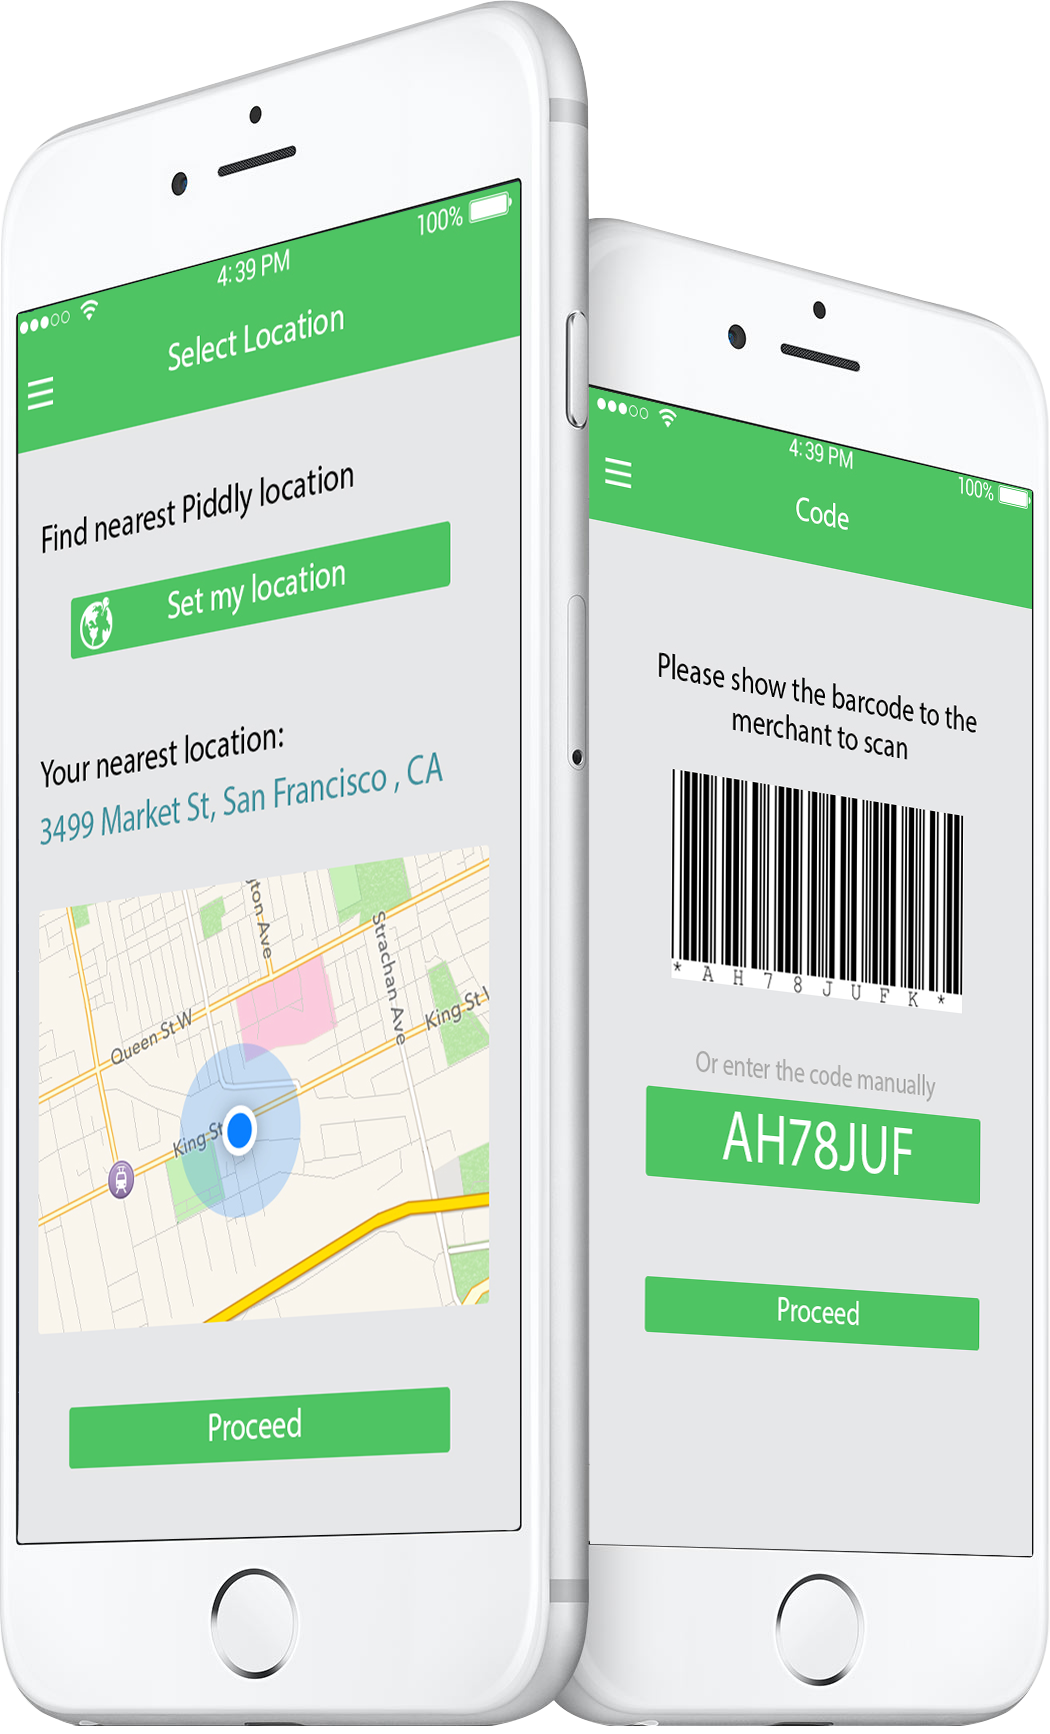 100%
4:39 PM
Select Location
Find nearest Piddly location
Set my location
Your nearest location:
3499 Market St, San Francisco , CA
gton Ave
Strachan Ave
Queen St W
King St
King St
Proceed
4:39 PM
100%
Code
Please show the barcode to the
merchant to scan
* A H 7 8 J U F K *
Or enter the code manually
AH78JUF
Proceed